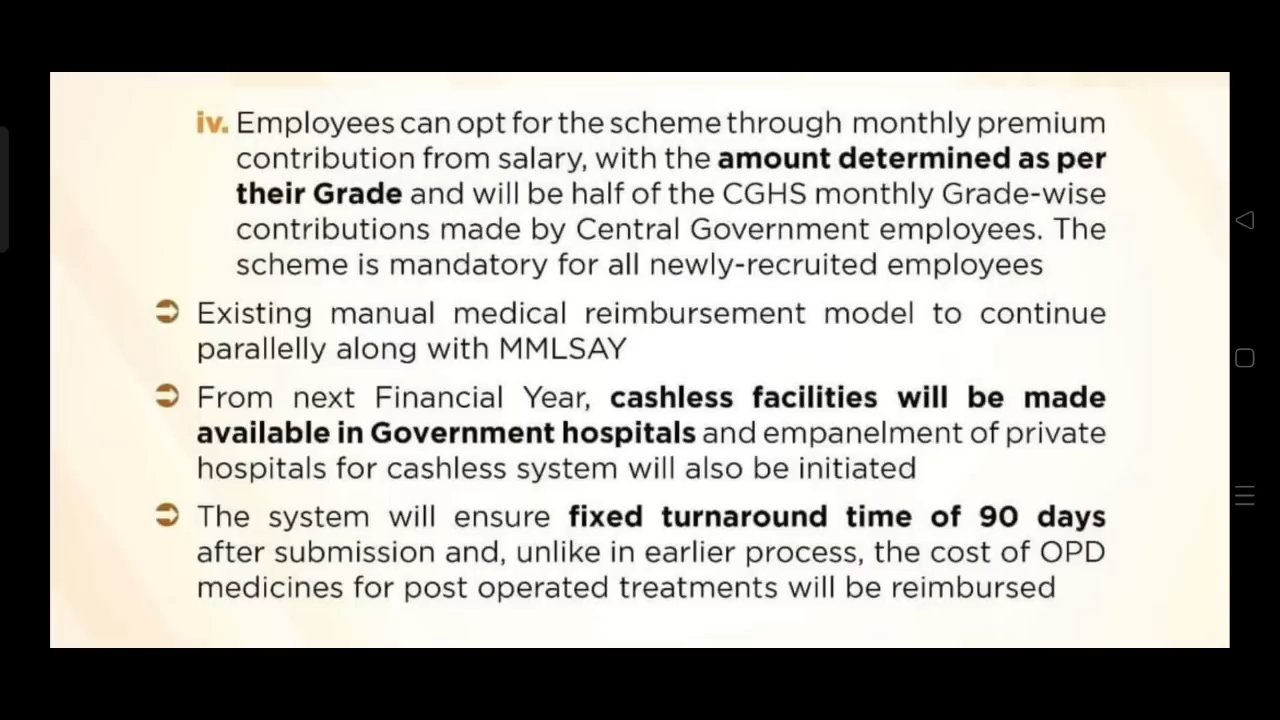 iv. Employees can opt for the scheme through monthly premium
contribution from salary, with the amount determined as per
their Grade and will be half of the CGHS monthly Grade-wise
contributions made by Central Government employees. The
scheme is mandatory for all newly-recruited employees
Existing manual medical reimbursement model to continue
parallelly along with MMLSAY
From next Financial Year, cashless facilities will be made
available in Government hospitals and empanelment of private
hospitals for cashless system will also be initiated
The system will ensure fixed turnaround time of 90 days
after submission and, unlike in earlier process, the cost of OPD
medicines for post operated treatments will be reimbursed